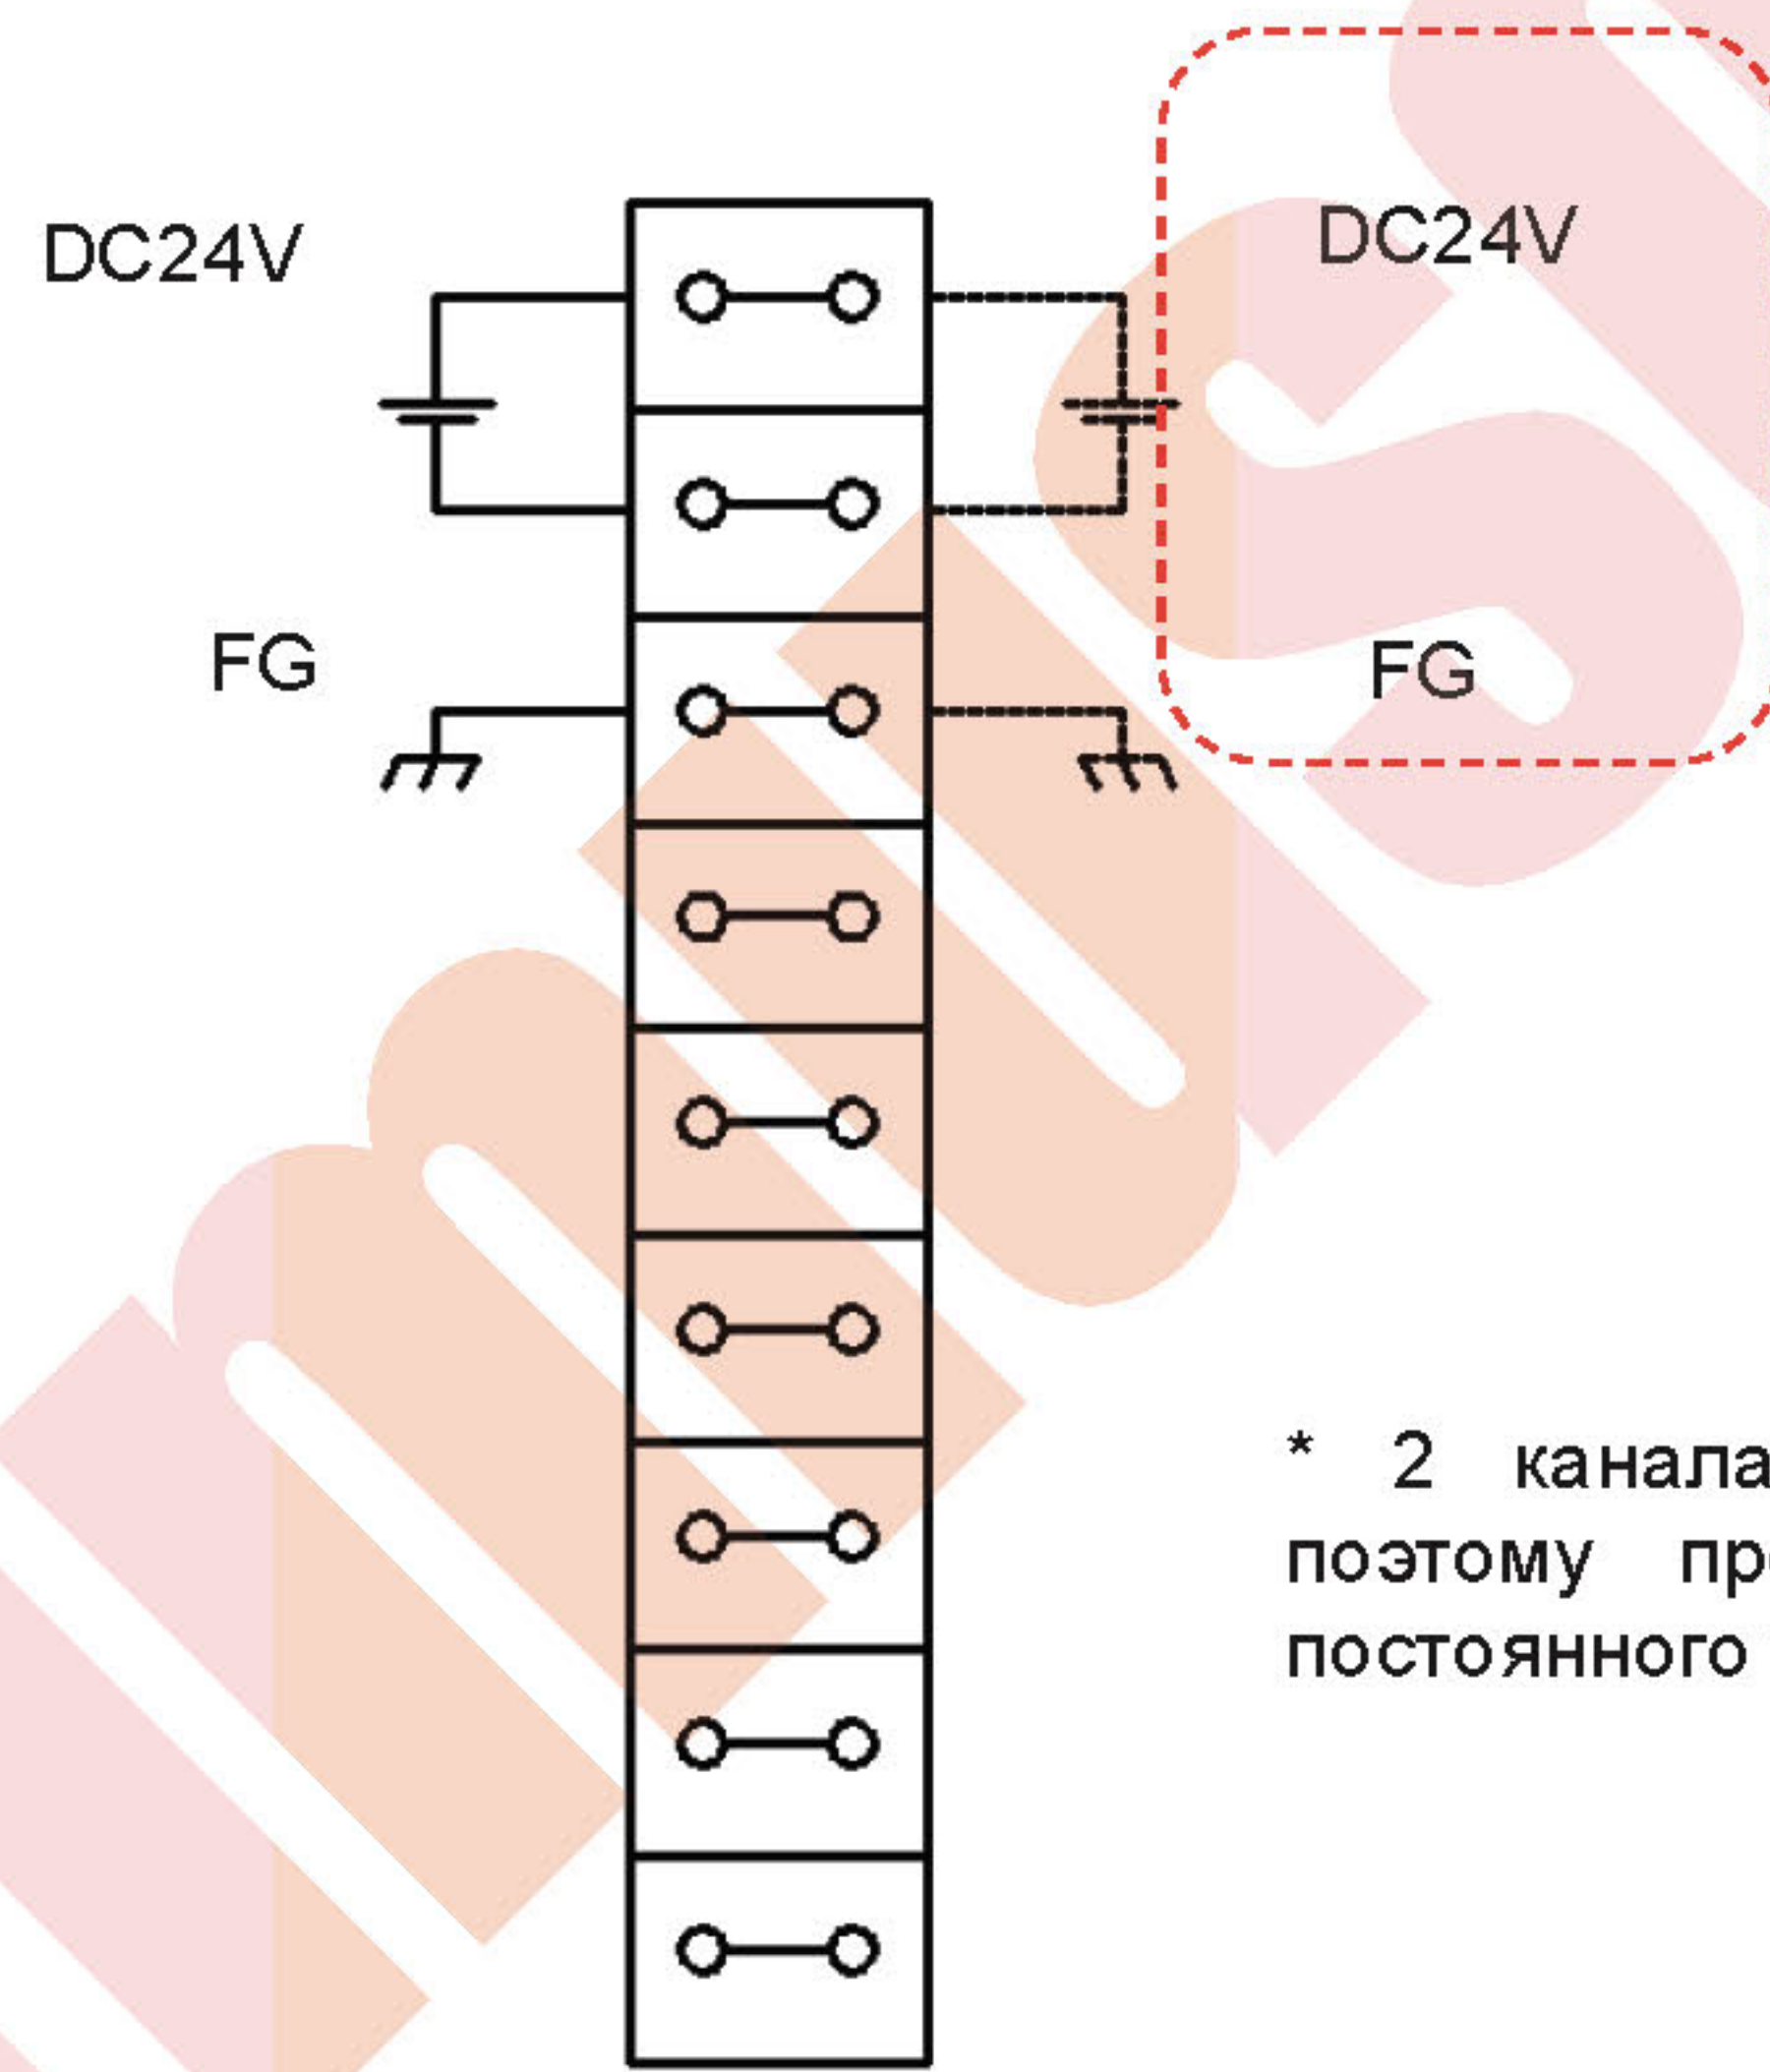 DC24V
DC24V
FG
FG
* 2 канала
поэтому
постоянного